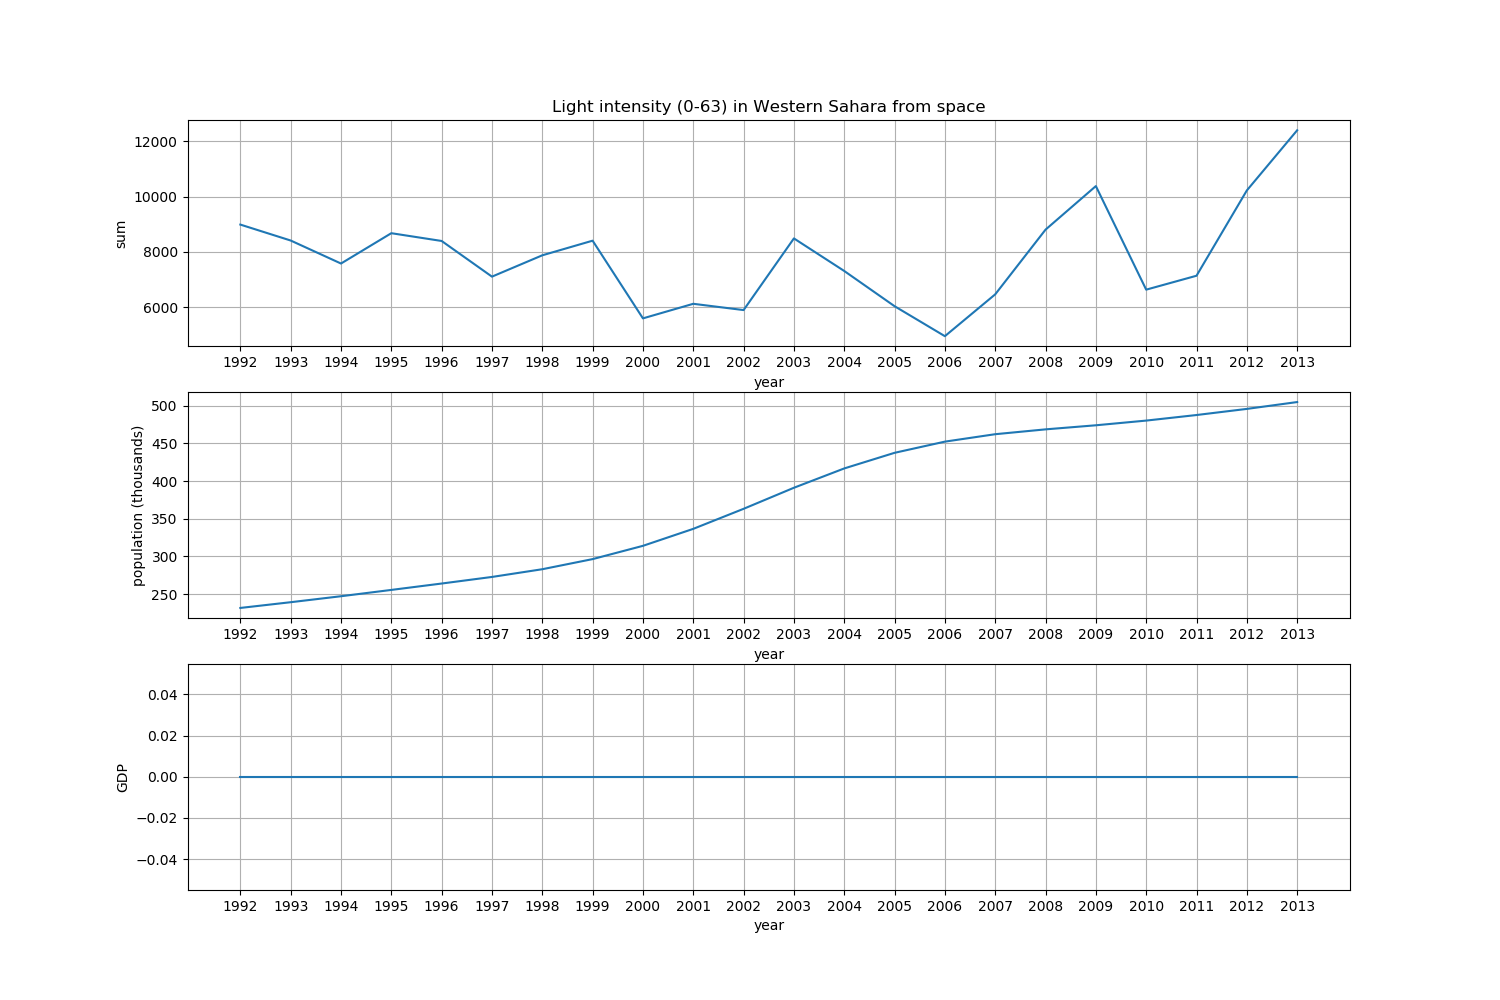 Light intensity (0-63) in Western Sahara from space
12000
10000
8000
6000
sum
1992 1993 1994 1995 1996 1997 1998 1999 2000 2001 2002 2003 2004 2005 2006 2007 2008 2009 2010 2011 2012 2013
year
500
450
400
350
300
250
population (thousands)
1992 1993 1994 1995 1996 1997 1998 1999 2000 2001 2002 2003 2004 2005 2006 2007 2008 2009 2010 2011 2012 2013
year
0.04
0.02
0.00
−0.02
−0.04
GDP
1992 1993 1994 1995 1996 1997 1998 1999 2000 2001 2002 2003 2004 2005 2006 2007 2008 2009 2010 2011 2012 2013
year